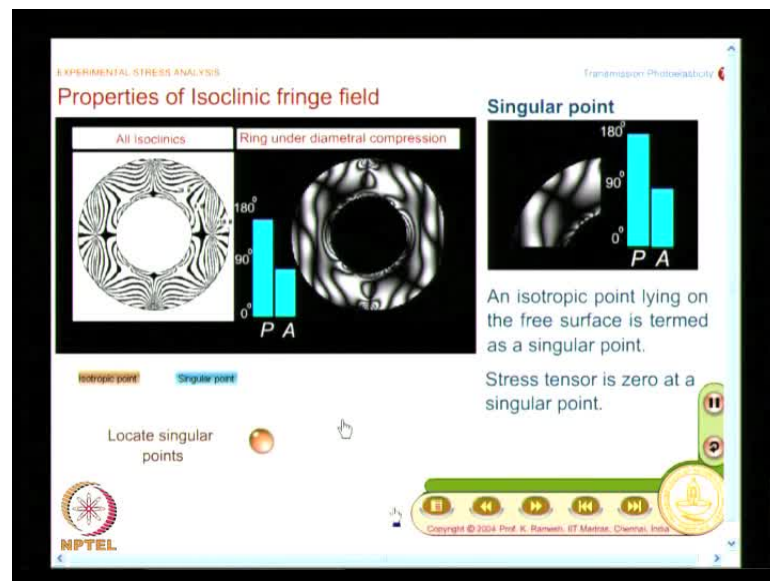 EXPERIMENTAL STRESS ANALYSIS
Transmission Photoelasticity
Properties of Isoclinic fringe field
Singular point
All Isoclinics
Ring under diametral compression
180°
90°
0°
P A
180°
90°
0°
P A
An isotropic point lying on
the free surface is termed
as a singular point.
Stress tensor is zero at a
singular point.
Isotropic point
Singular point
Locate singular
points
NPTEL
Copyright © 2004 Prof. K. Ramesh, IIT Madras, Chennai, India